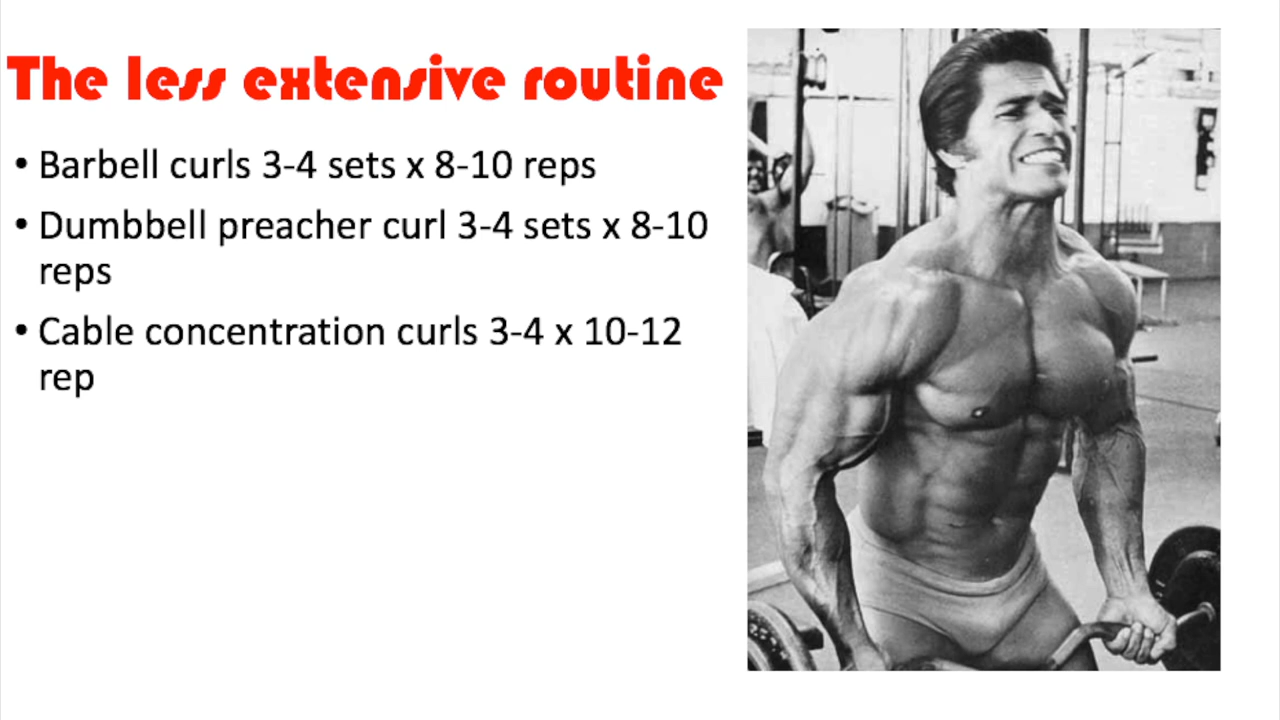 The less extensive routine
• Barbell curls 3-4 sets x 8-10 reps
• Dumbbell preacher curl 3-4 sets x 8-10
reps
• Cable concentration curls 3-4 x 10-12
rep